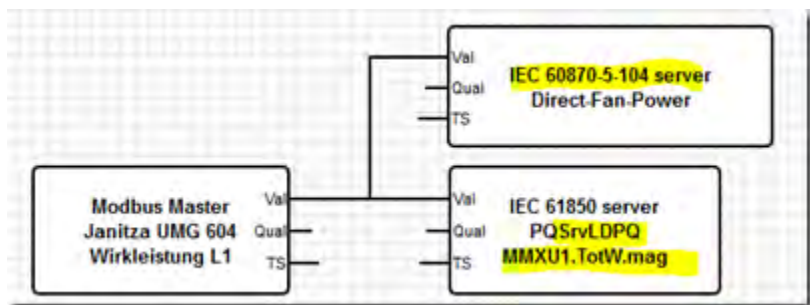 Val
Qual
TS
IEC 60870-5-104 server
Direct-Fan-Power
Modbus Master
Janitza UMG 604
Wirkleistung L1
Val
Qual
TS
Val
Qual
TS
IEC 61850 server
PQSrvLDPQ
MMXU1.TotW.mag